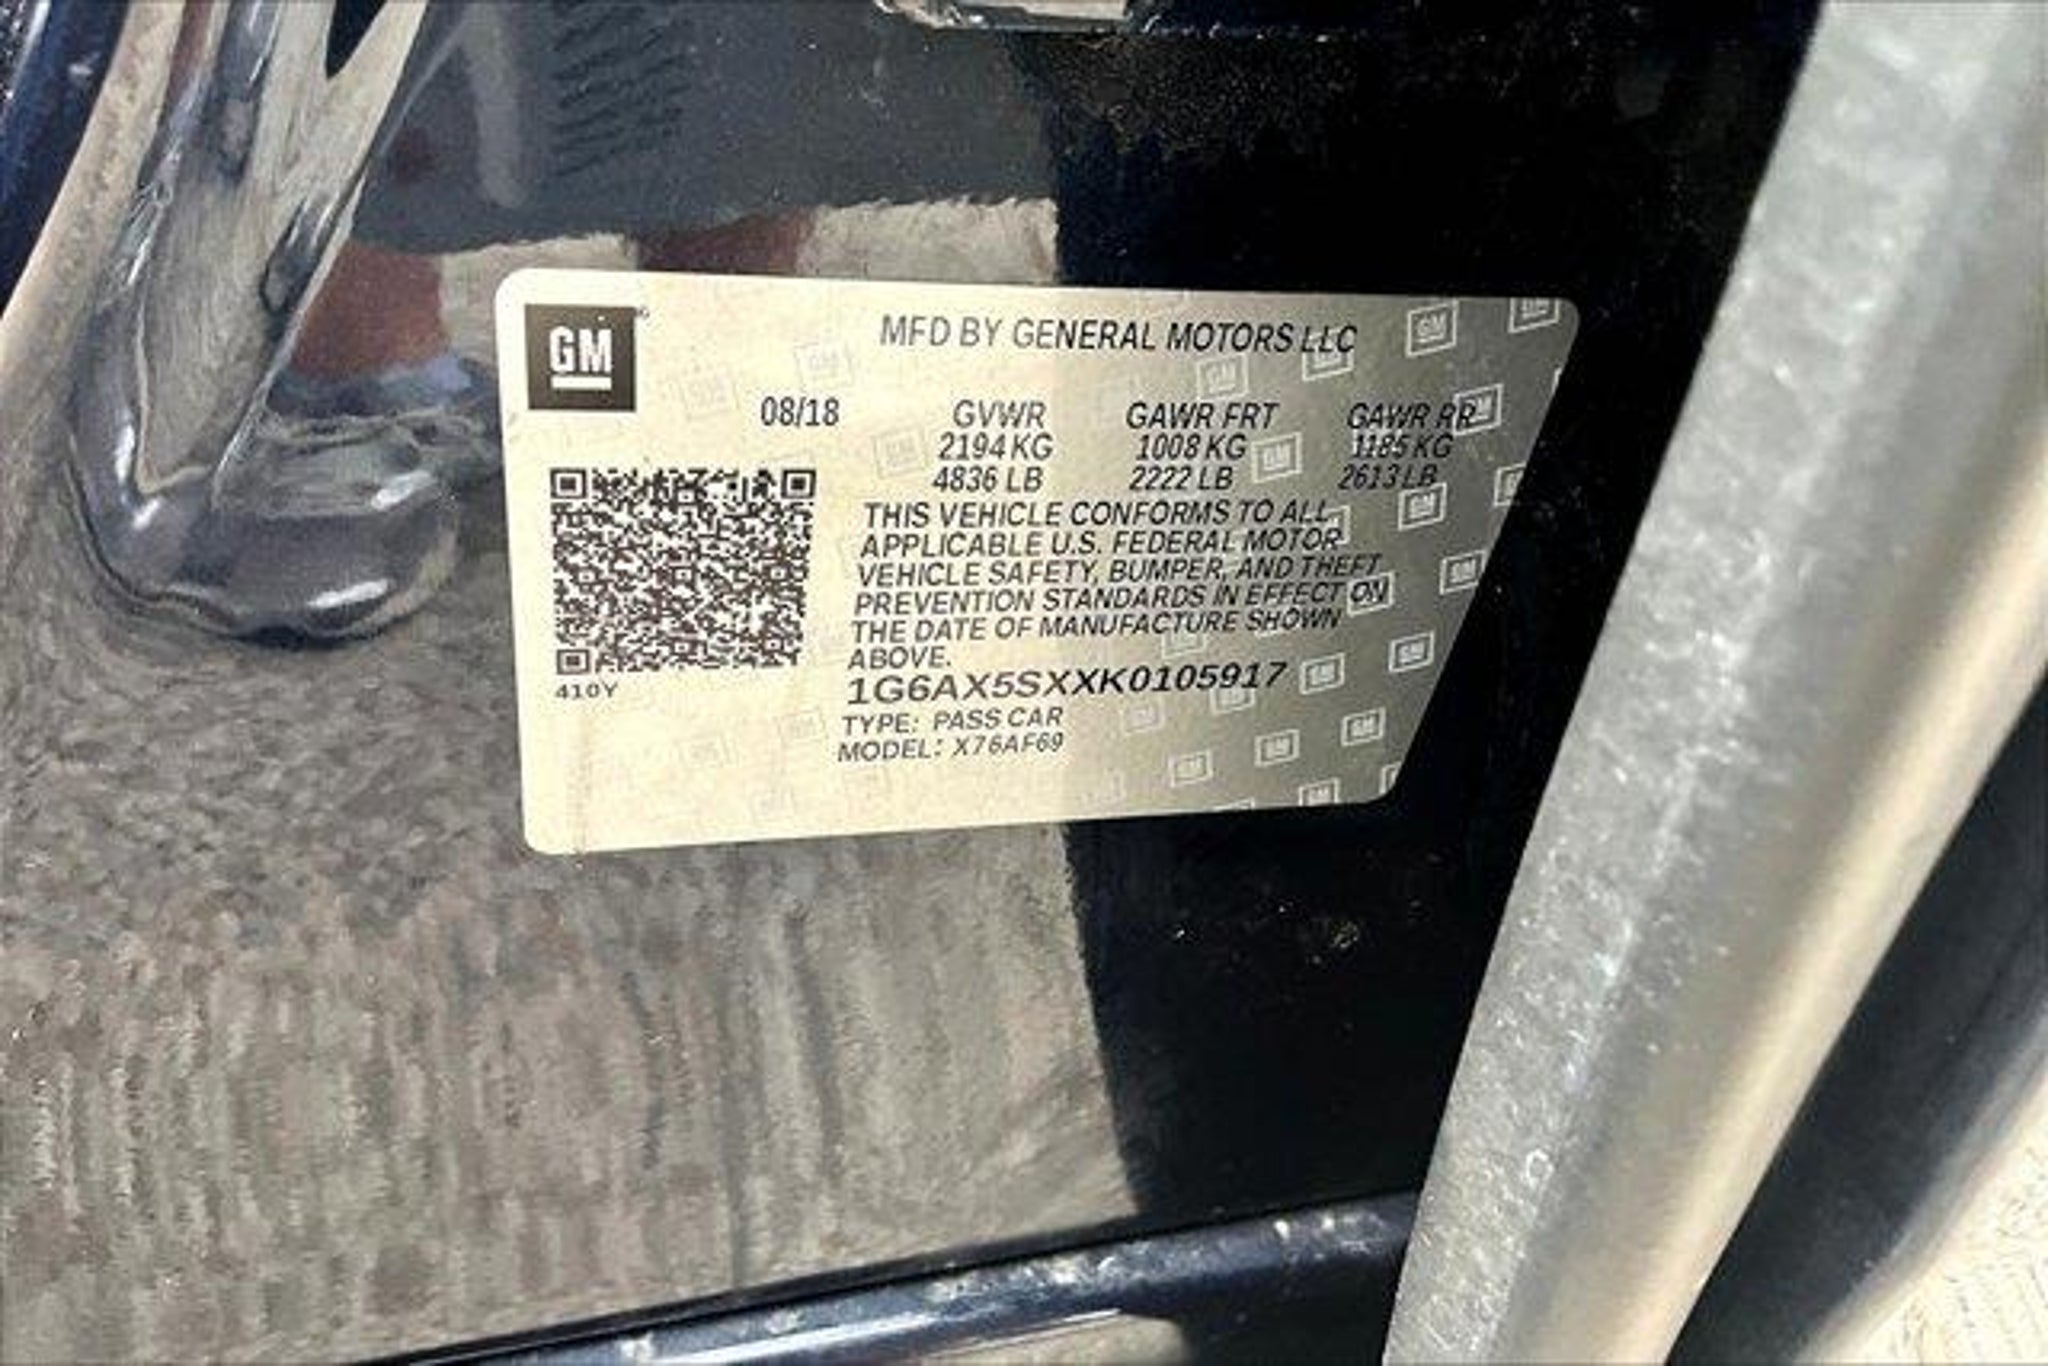 GM
MFD BY GENERAL MOTORS LLC
08/18 GVWR GAWR FRT GAWR RR
2194 KG 1008 KG 1185 KG
4836 LB 2222 LB 2613 LB
THIS VEHICLE CONFORMS TO ALL
APPLICABLE U.S. FEDERAL MOTOR
VEHICLE SAFETY, BUMPER, AND THEFT
PREVENTION STANDARDS IN EFFECT ON
THE DATE OF MANUFACTURE SHOWN
ABOVE.
410Y
1G6AX5SXXK0105917
TYPE: PASS CAR
MODEL: X76AF69